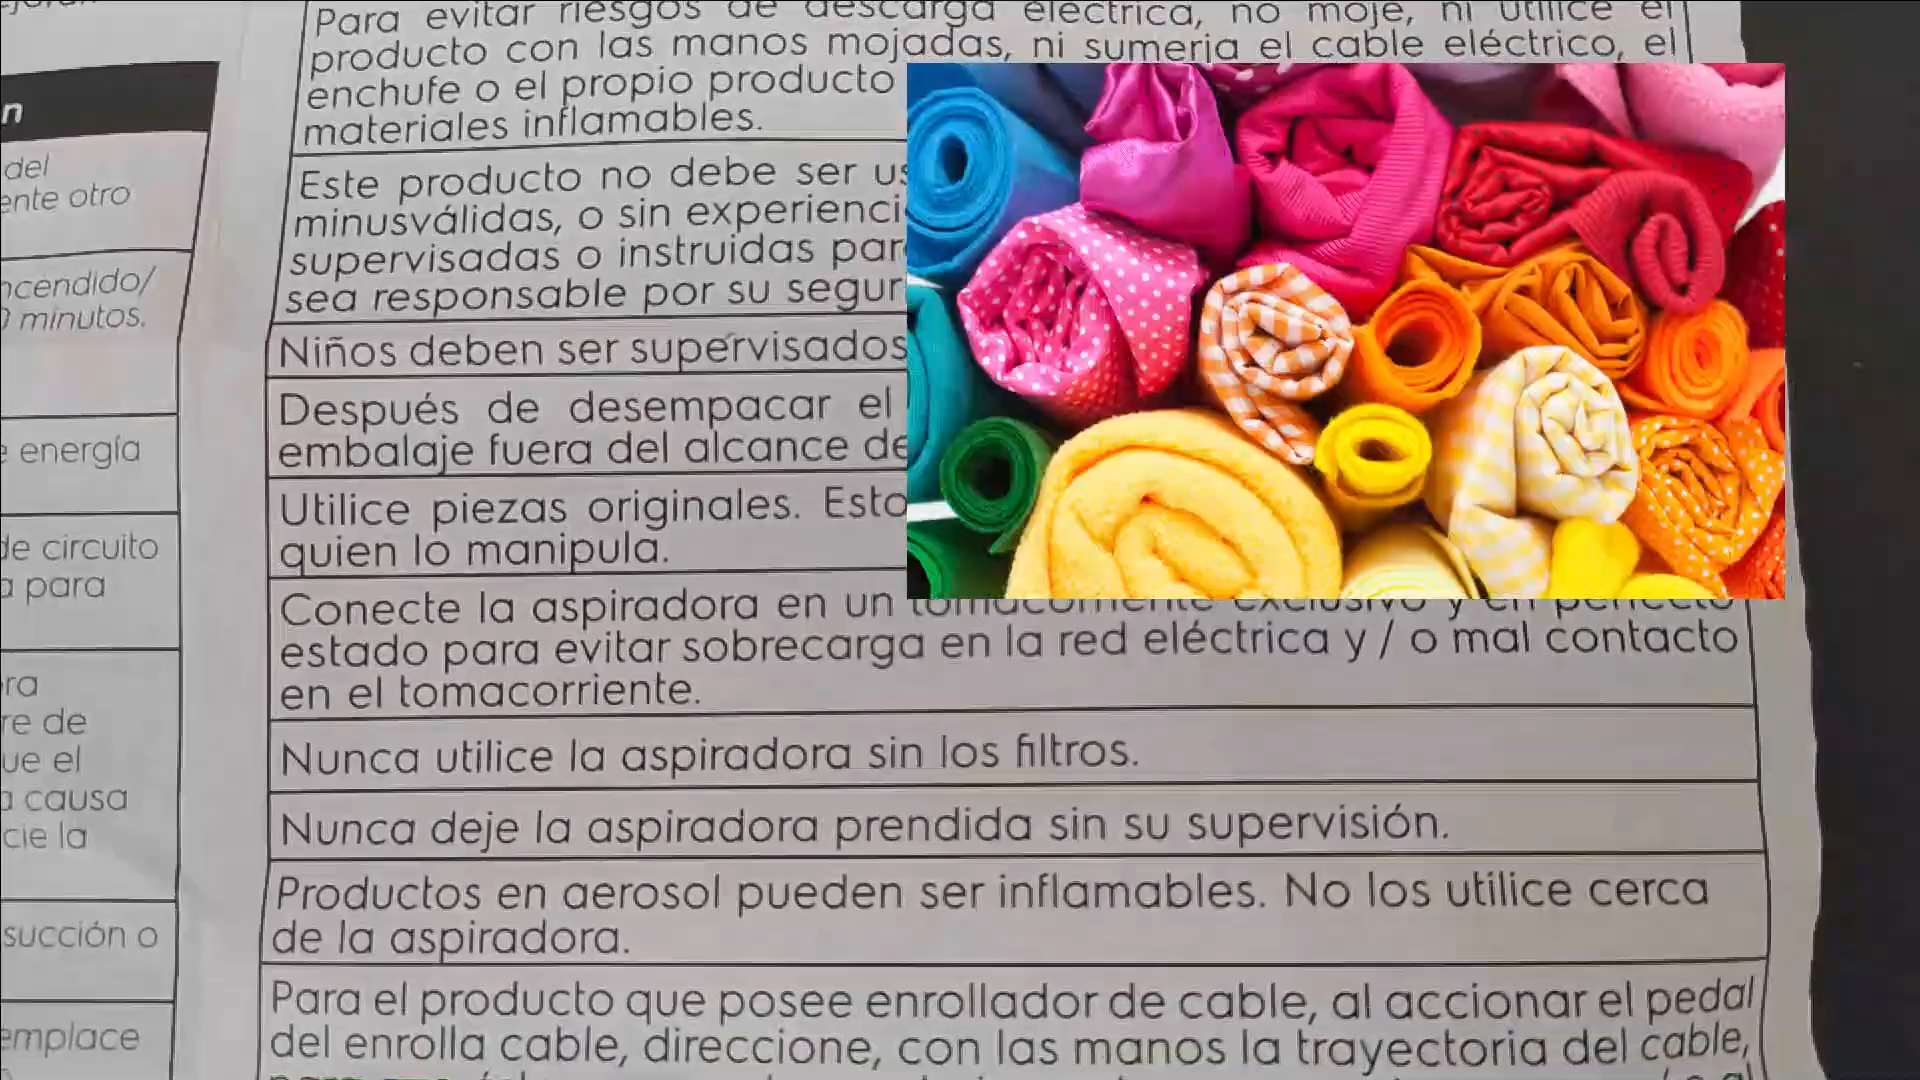 n
del
ente otro
ncendido/
minutos.
energía
de circuito
a para
re de
ue el
causa
cie la
succión o
emplace
Para evitar riesgos de descarga eléctrica, no moje, ni utilice el
producto con las manos mojadas, ni sumerja el cable eléctrico, el
enchufe o el propio producto
materiales inflamables.
Este producto no debe ser
minusválidas, o sin
supervisadas o instruidas
sea responsable por su
Niños deben ser supervisados
Después de desempacar el
embalaje fuera del alcance
Utilice piezas originales.
quien lo manipula.
Conecte la aspiradora en un tomacorriente exclusivo y en perfecto
estado para evitar sobrecarga en la red eléctrica y / o mal contacto
en el tomacorriente.
Nunca utilice la aspiradora sin los filtros.
Nunca deje la aspiradora prendida sin su supervisión.
Productos en aerosol pueden ser inflamables. No los utilice cerca
de la aspiradora.
Para el producto que posee enrollador de cable, al accionar el pedal
del enrolla cable, direccione, con las manos la trayectoria del cable,